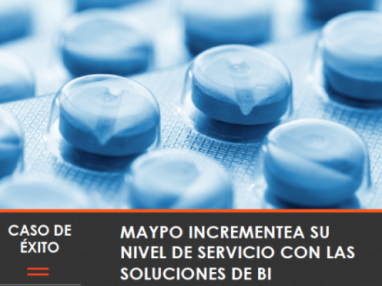 CASO DE
ÉXITO
MAYPO INCREMENTEA SU
NIVEL DE SERVICIO CON LAS
SOLUCIONES DE BI